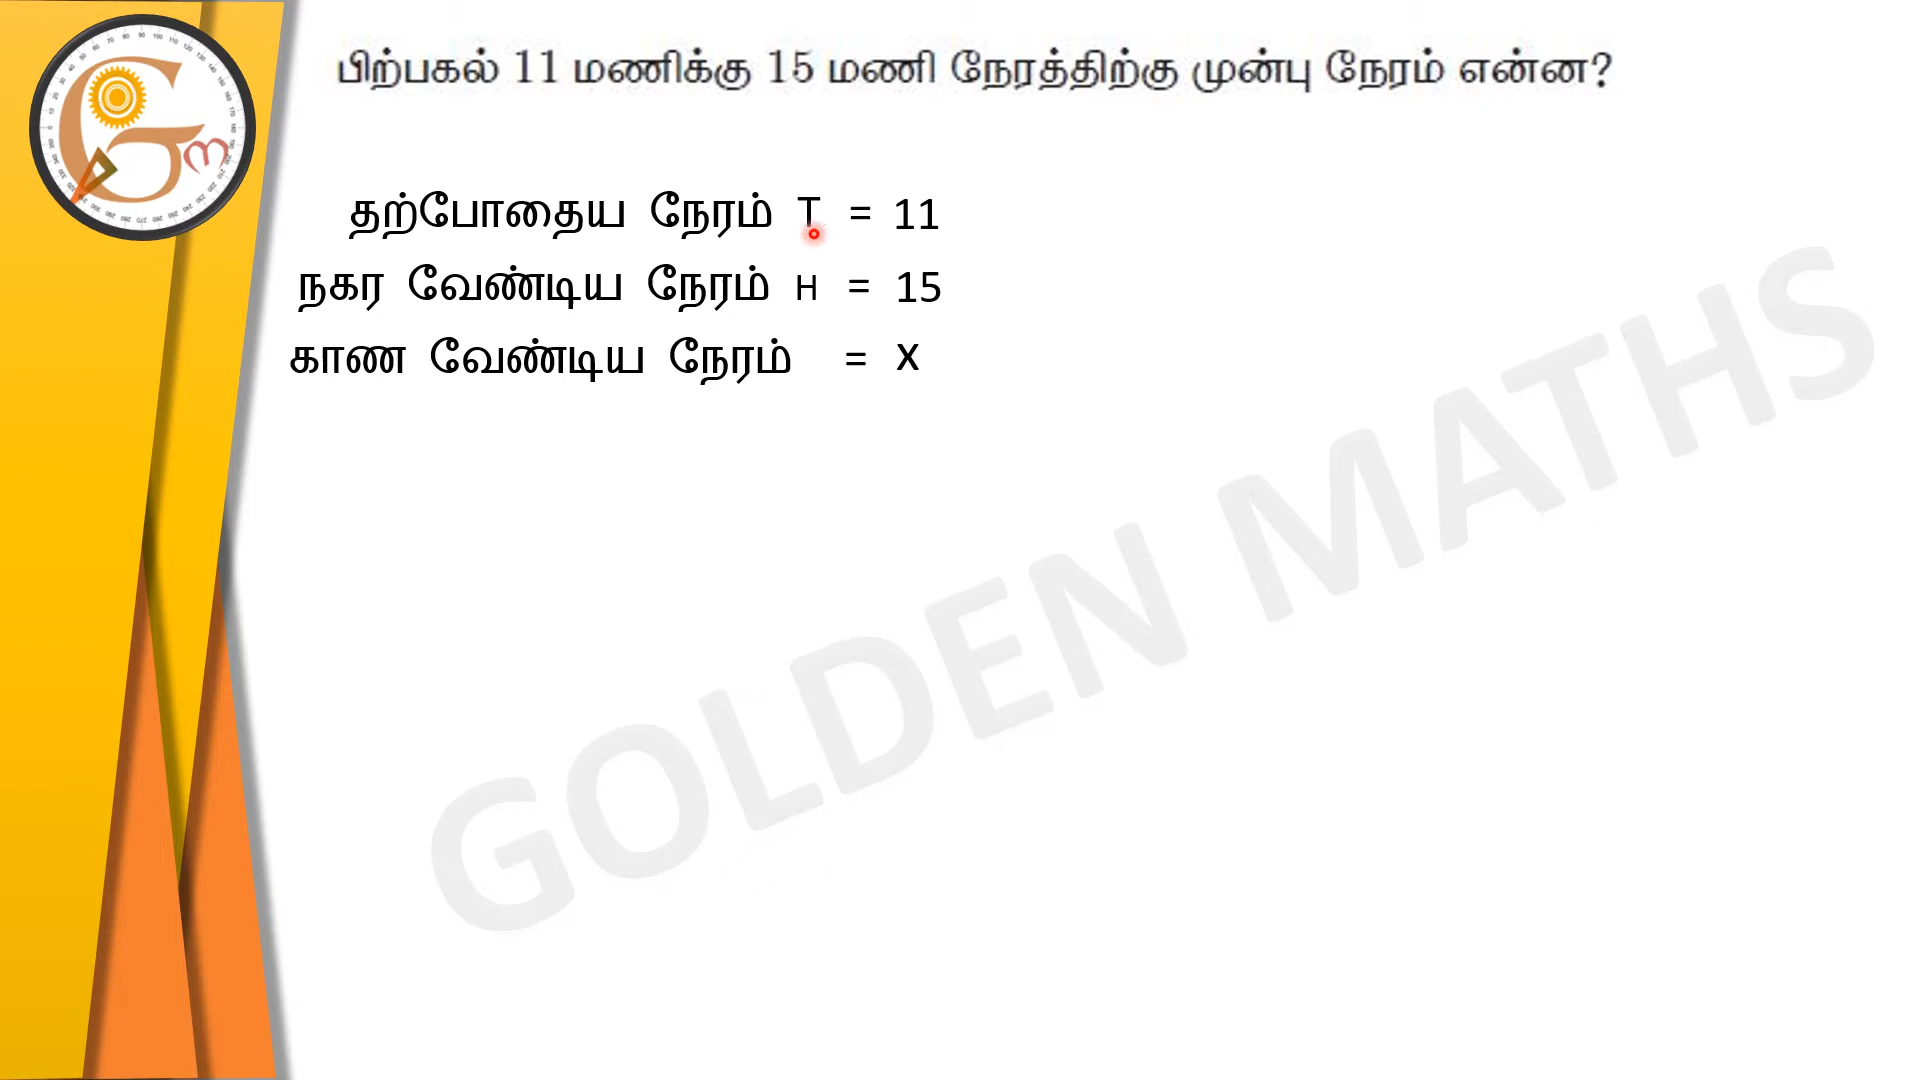 பிற்பகல் 11 மணிக்கு 15 மணி நேரத்திற்கு முன்பு நேரம் என்ன?
தற்போதைய நேரம் T = 11
நகர வேண்டிய நேரம் H = 15
காண வேண்டிய நேரம் = X
GOLDEN MATHS